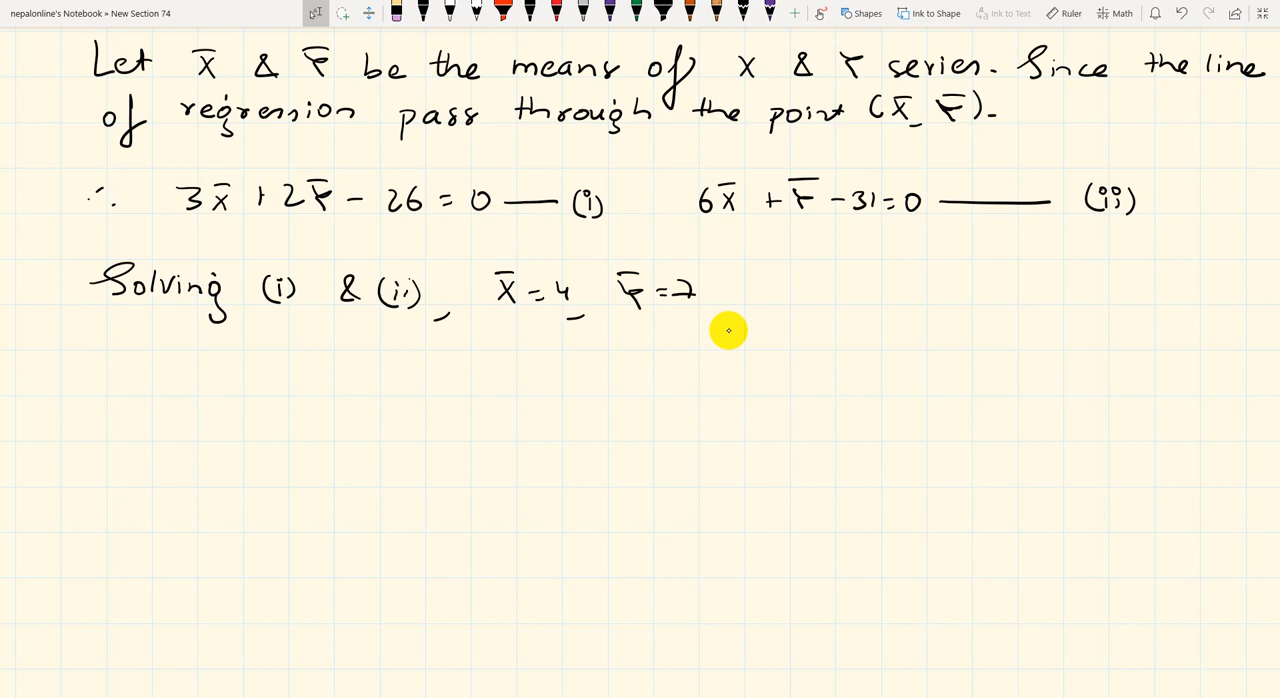 nepalonline's Notebook » New Section 74
Shapes Ink to Shape Ink to Text Ruler Math
Let X̅ & Y̅ be the means of X & Y series. Since the line
of regression pass through the point (X̅, Y̅).
∴ 3X̅ + 2Y̅ - 26 = 0 —— (i) 6X̅ + Y̅ - 31 = 0 ——— (ii)
Solving (i) & (ii), X̅ = 4, Y̅ = 7